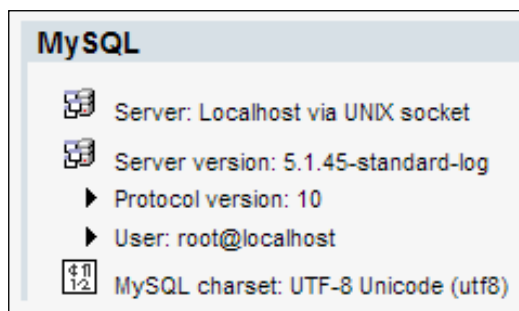 MySQL
Server: Localhost via UNIX socket
Server version: 5.1.45-standard-log
Protocol version: 10
User: root@localhost
MySQL charset: UTF-8 Unicode (utf8)